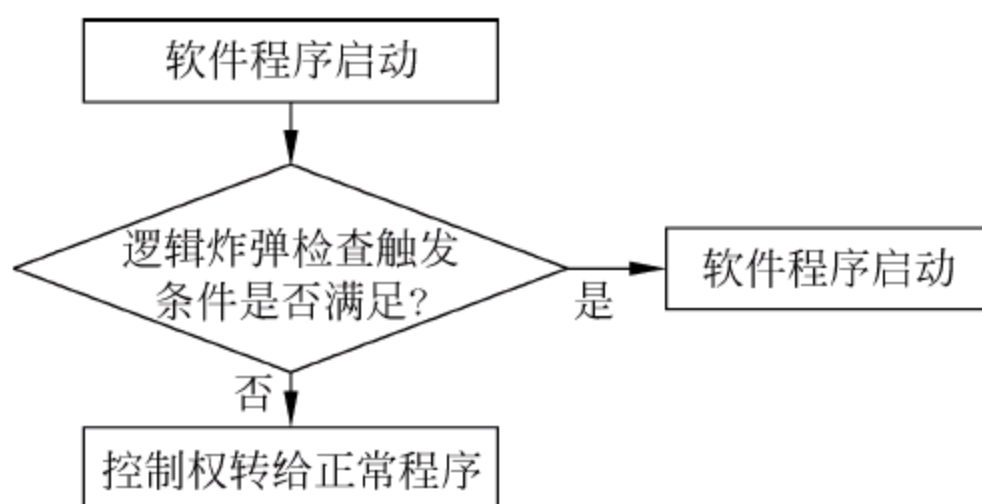 软件程序启动
逻辑炸弹检查触发
条件是否满足?
是
软件程序启动
否
控制权转给正常程序